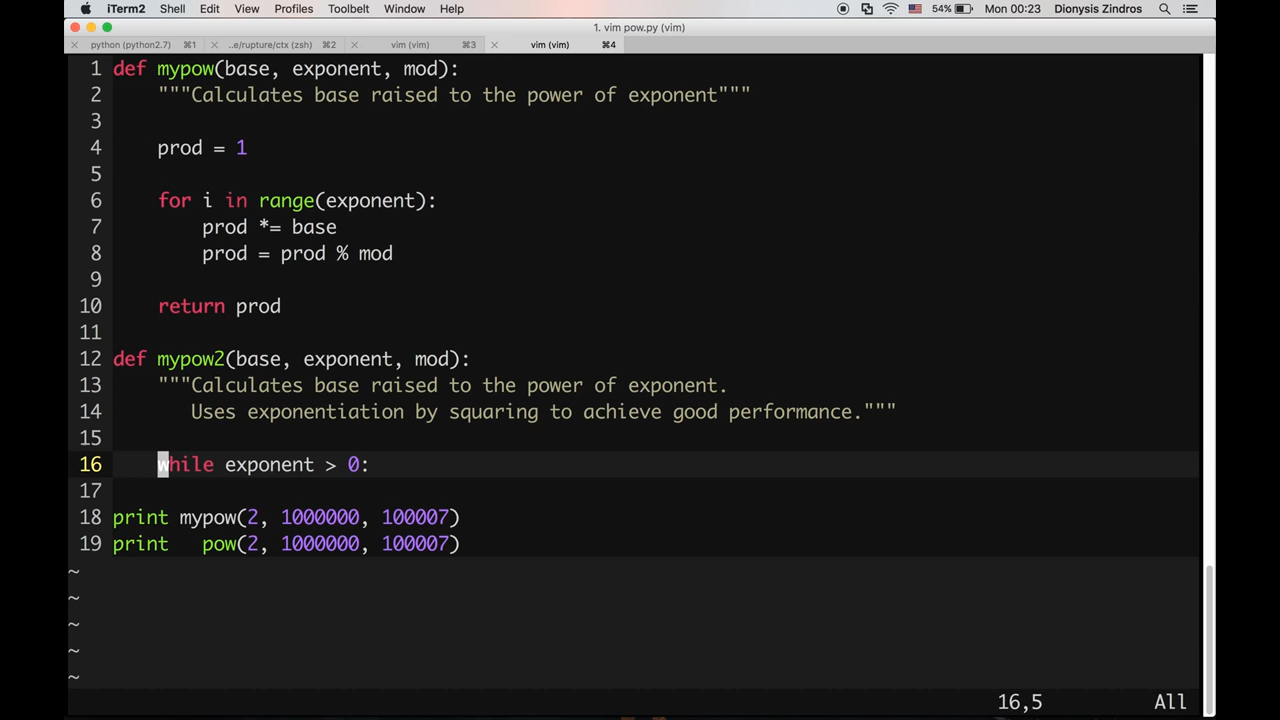 iTerm2 Shell Edit View Profiles Toolbelt Window Help 54% Mon 00:23 Dionysis Zindros
1. vim pow.py (vim)
python (python2.7) ⌘1 ..e/rupture/ctx (zsh) ⌘2 vim (vim) ⌘3 vim (vim) ⌘4
1 def mypow(base, exponent, mod):
2     """Calculates base raised to the power of exponent"""
3
4     prod = 1
5
6     for i in range(exponent):
7         prod *= base
8         prod = prod % mod
9
10     return prod
11
12 def mypow2(base, exponent, mod):
13     """Calculates base raised to the power of exponent.
14        Uses exponentiation by squaring to achieve good performance."""
15
16     while exponent > 0:
17
18 print mypow(2, 1000000, 100007)
19 print   pow(2, 1000000, 100007)
~
~
~
~
~
16,5 All